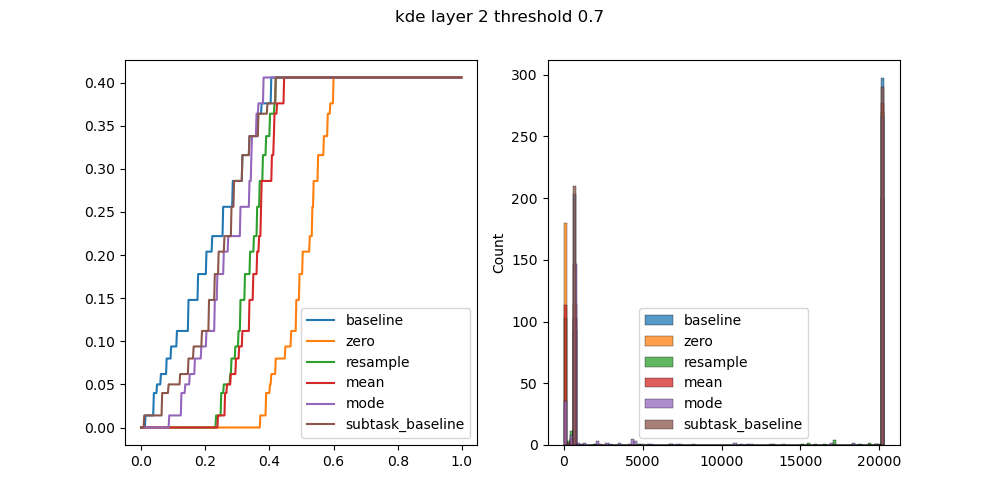 kde layer 2 threshold 0.7
0.40
0.35
0.30
0.25
0.20
0.15
0.10
0.05
0.00
0.0
0.2
0.4
0.6
0.8
1.0
baseline
zero
resample
mean
mode
subtask_baseline
Count
300
250
200
150
100
50
0
0
5000
10000
15000
20000
baseline
zero
resample
mean
mode
subtask_baseline